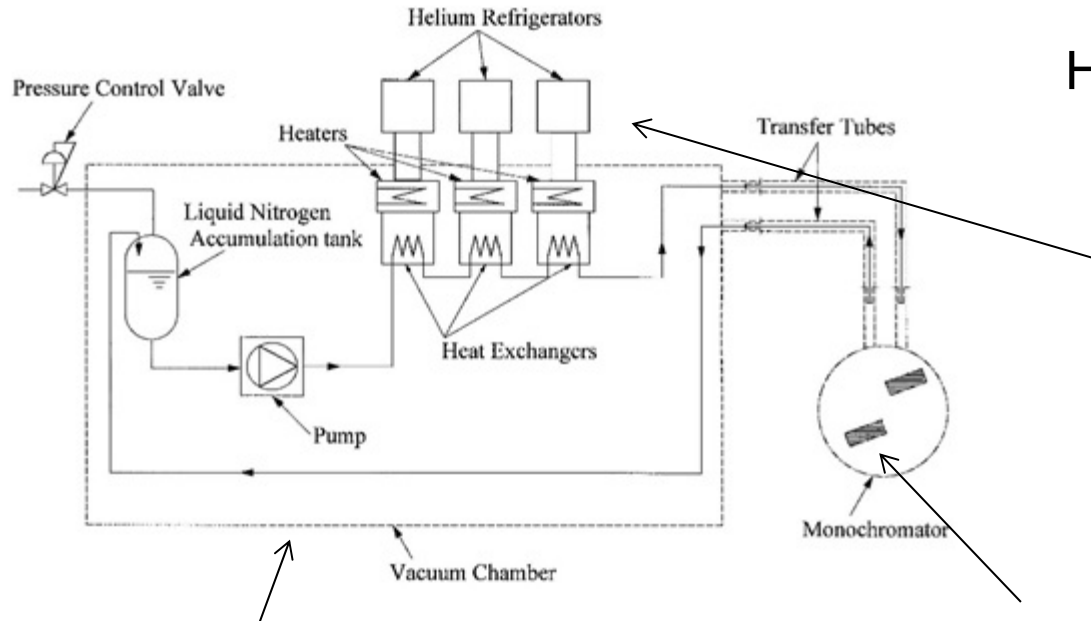 Helium Refrigerators
H
Pressure Control Valve
Heaters
Transfer Tubes
Liquid Nitrogen
Accumulation tank
Heat Exchangers
Pump
Monochromator
Vacuum Chamber